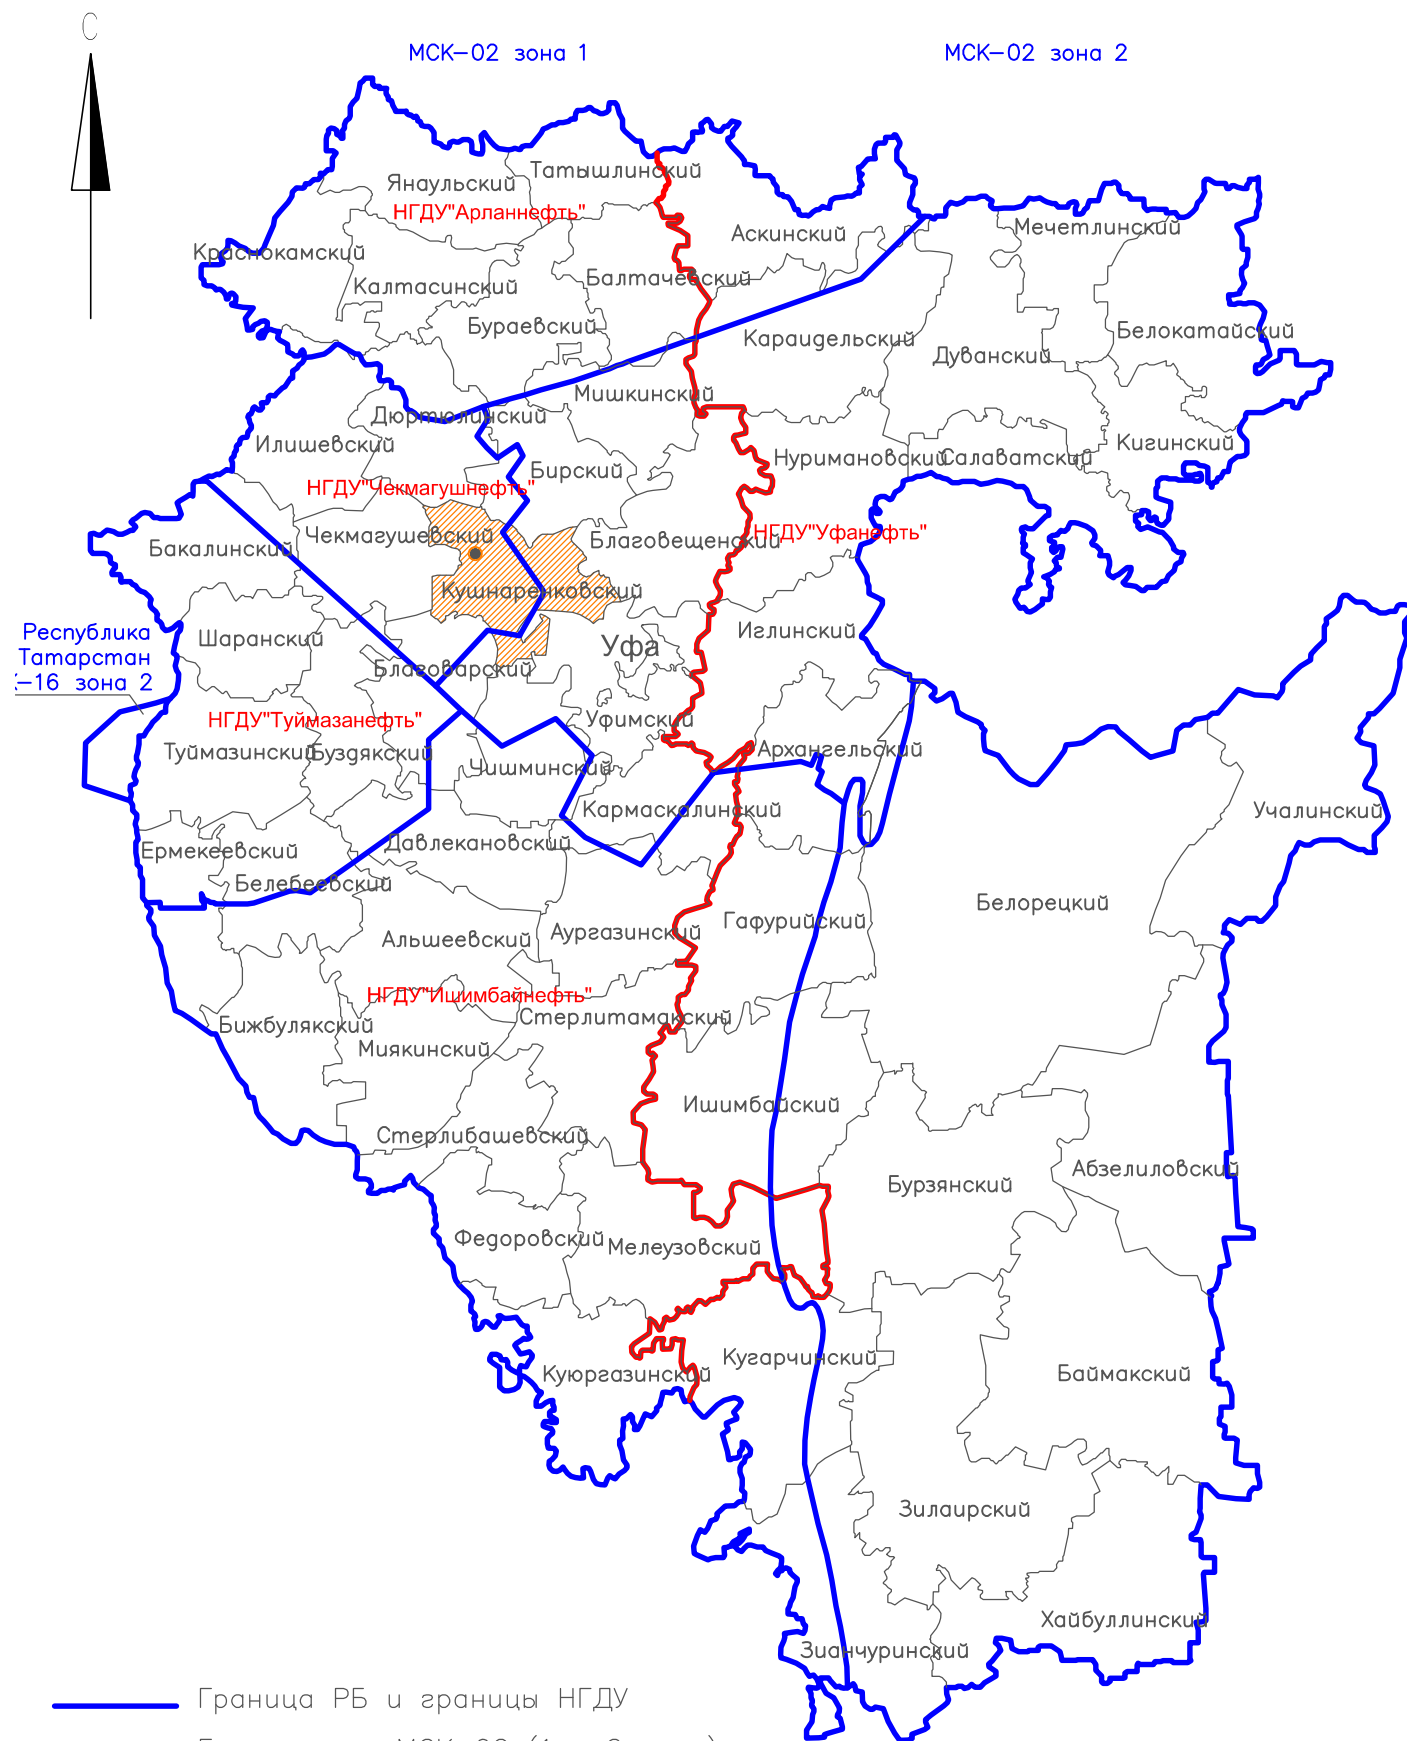 С
МСК-02 зона 1
МСК-02 зона 2
Татышлинский
Янаульский
НГДУ"Арланнефть"
Мечетлинский
Аскинский
Краснокамский
Балтачевский
Калтасинский
Бураевский
Белокатайский
Караидельский
Дуванский
Мишкинский
Дюртюлинский
Илишевский
Кигинский
Нуримановский
Салаватский
Бирский
НГДУ"Чекмагушнефть"
НГДУ"Уфанефть"
Чекмагушевский
Благовещенский
Бакалинский
Кушнаренковский
Республика
Татарстан
-16 зона 2
Иглинский
Шаранский
Уфа
Благоварский
НГДУ"Туймазанефть"
Уфимский
Туймазинский
Буздякский
Архангельский
Чишминский
Кармаскалинский
Учалинский
Давлекановский
Ермекеевский
Белебеевский
Белорецкий
Гафурийский
Альшеевский
Аургазинский
НГДУ"Ишимбайнефть"
Стерлитамакский
Бижбулякский
Миякинский
Ишимбайский
Стерлибашевский
Абзелиловский
Бурзянский
Федоровский
Мелеузовский
Кугарчинский
Куюргазинский
Баймакский
Зилаирский
Хайбуллинский
Зианчуринский
Граница РБ и границы НГДУ